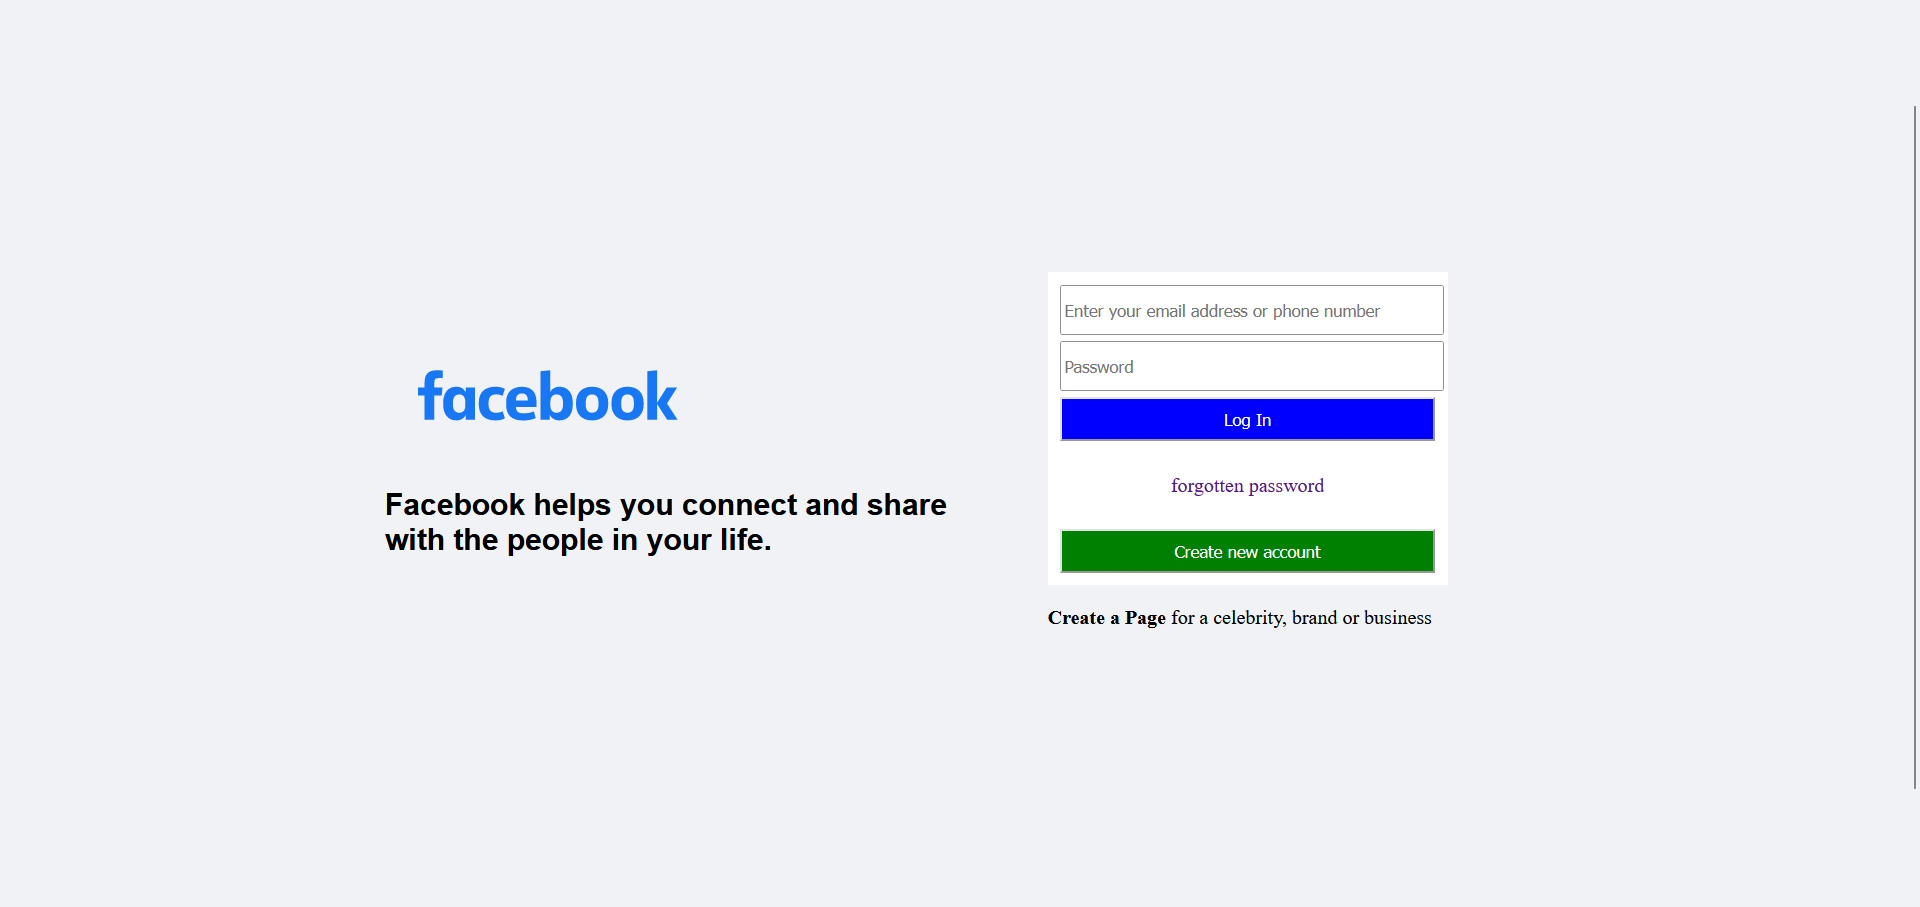 facebook
Facebook helps you connect and share
with the people in your life.
Enter your email address or phone number
Password
Log In
forgotten password
Create new account
Create a Page for a celebrity, brand or business